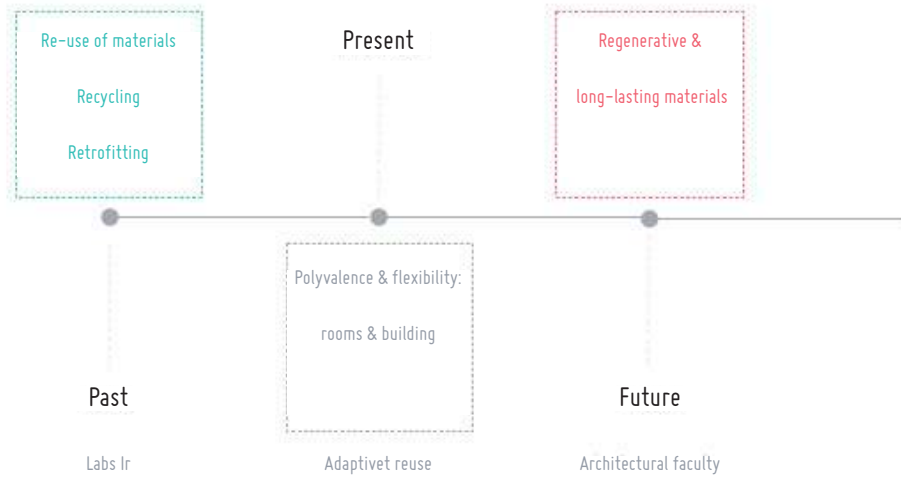 Re-use of materials
Recycling
Retrofitting
Present
Regenerative &
long-lasting materials
Polyvalence & flexibility:
rooms & building
Past
Future
Labs Ir
Adaptivet reuse
Architectural faculty